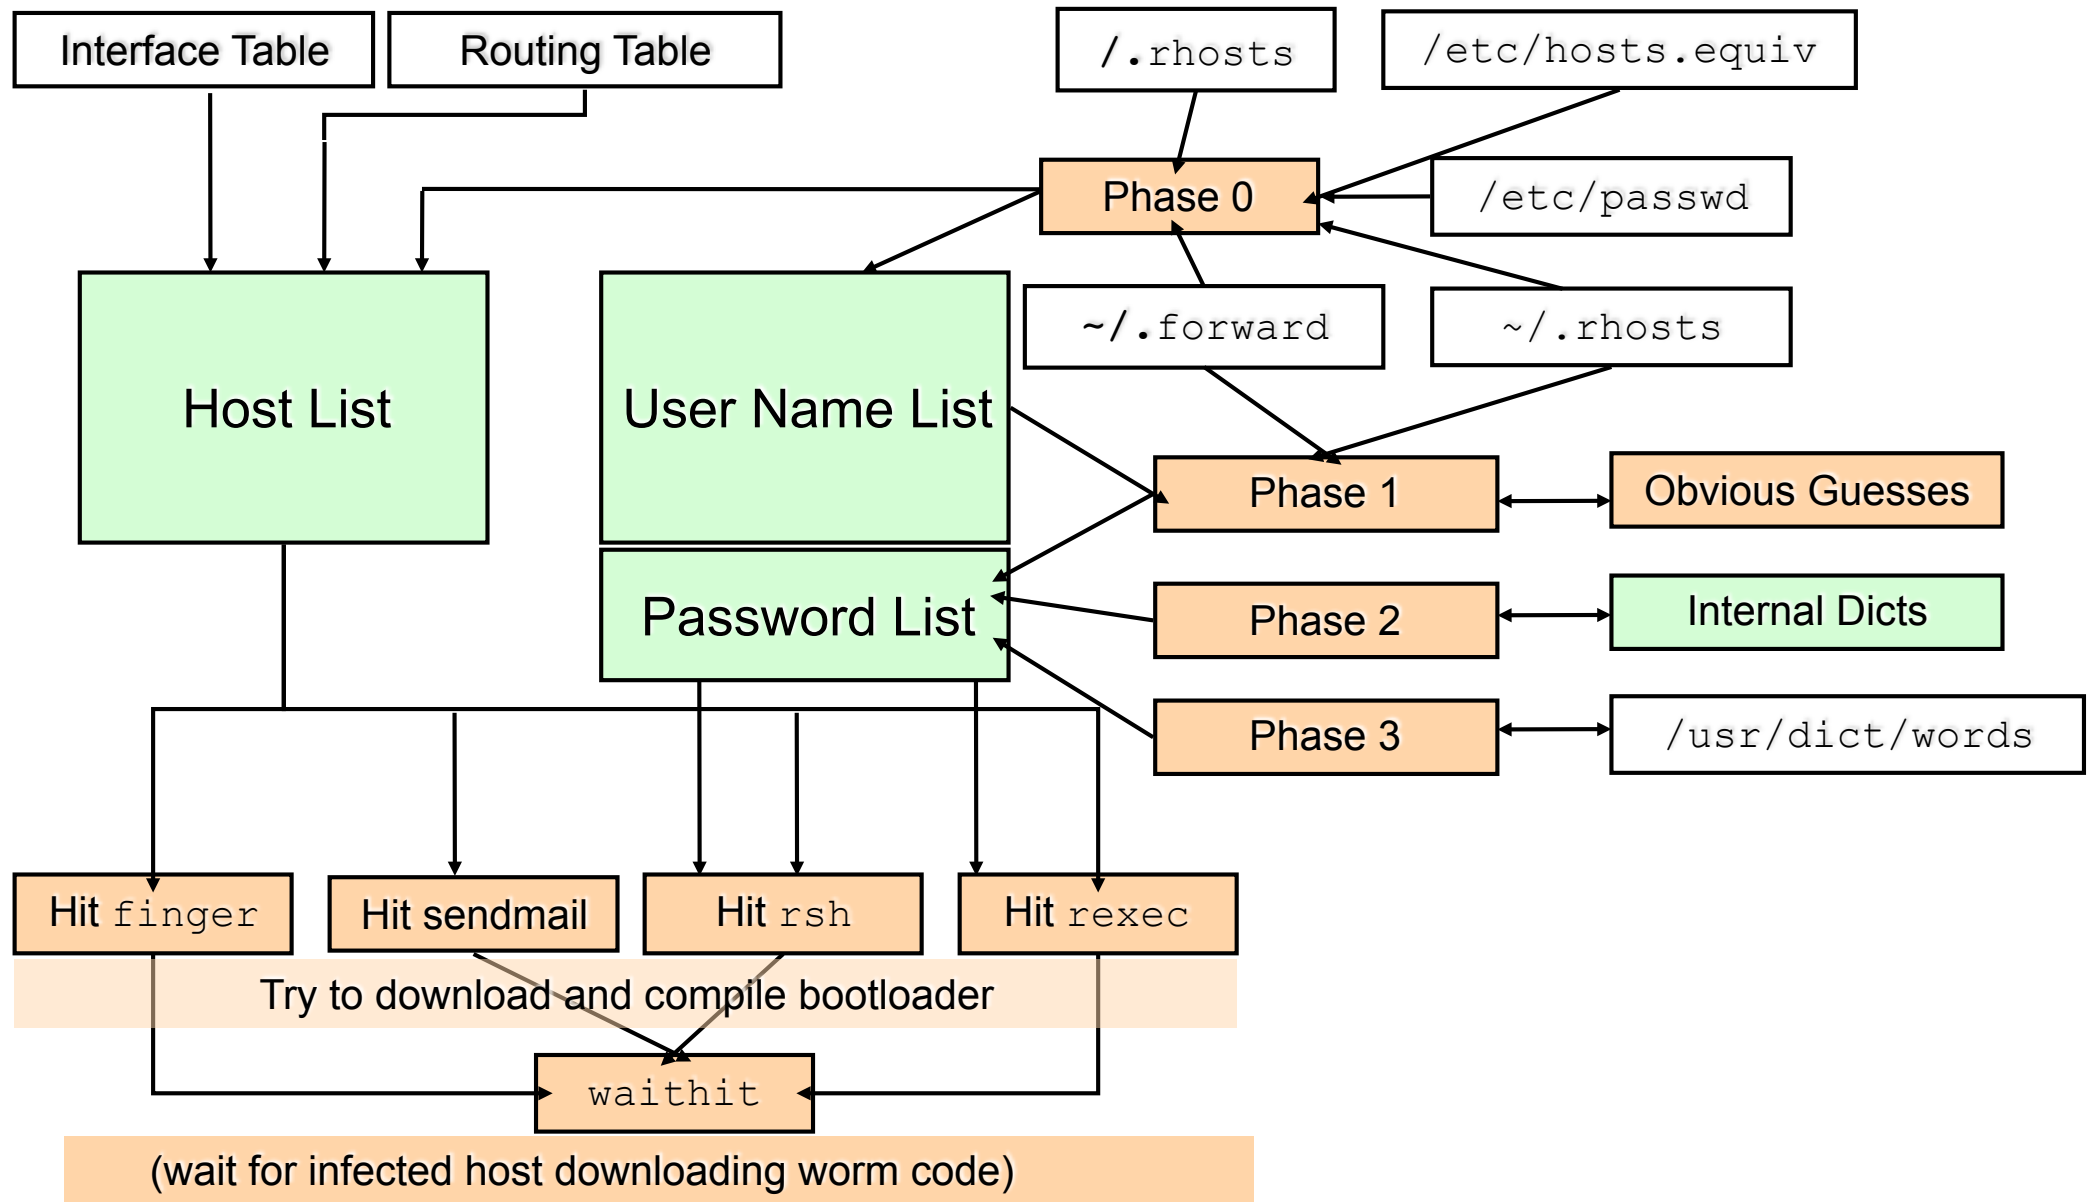 Interface Table
Routing Table
/.rhosts
/etc/hosts.equiv
Phase 0
/etc/passwd
~/.forward
~/.rhosts
Host List
User Name List
Phase 1
Obvious Guesses
Password List
Phase 2
Internal Dicts
Phase 3
/usr/dict/words
Hit finger
Hit sendmail
Hit rsh
Hit rexec
Try to download and compile bootloader
waithit
(wait for infected host downloading worm code)